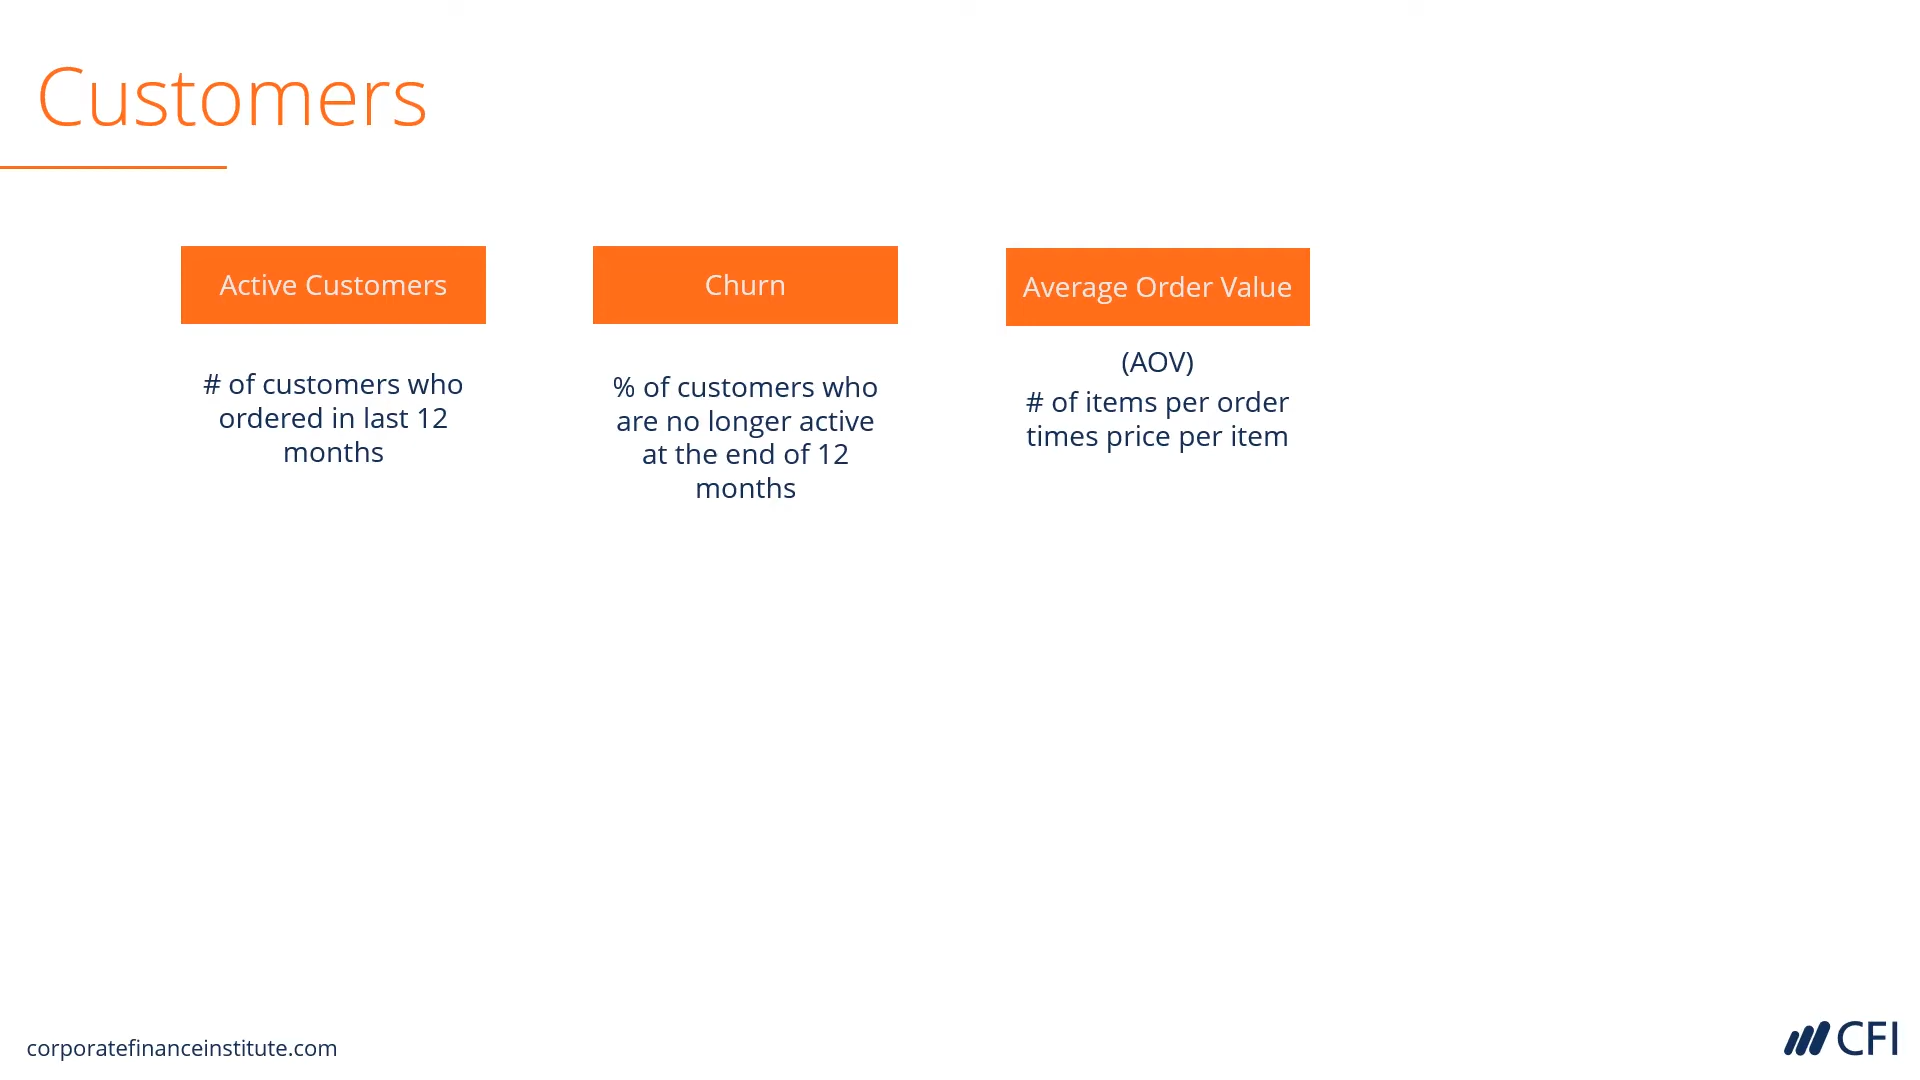 Customers
Active Customers
# of customers who
ordered in last 12
months
Churn
% of customers who
are no longer active
at the end of 12
months
Average Order Value
(AOV)
# of items per order
times price per item
corporatefinanceinstitute.com
CFI